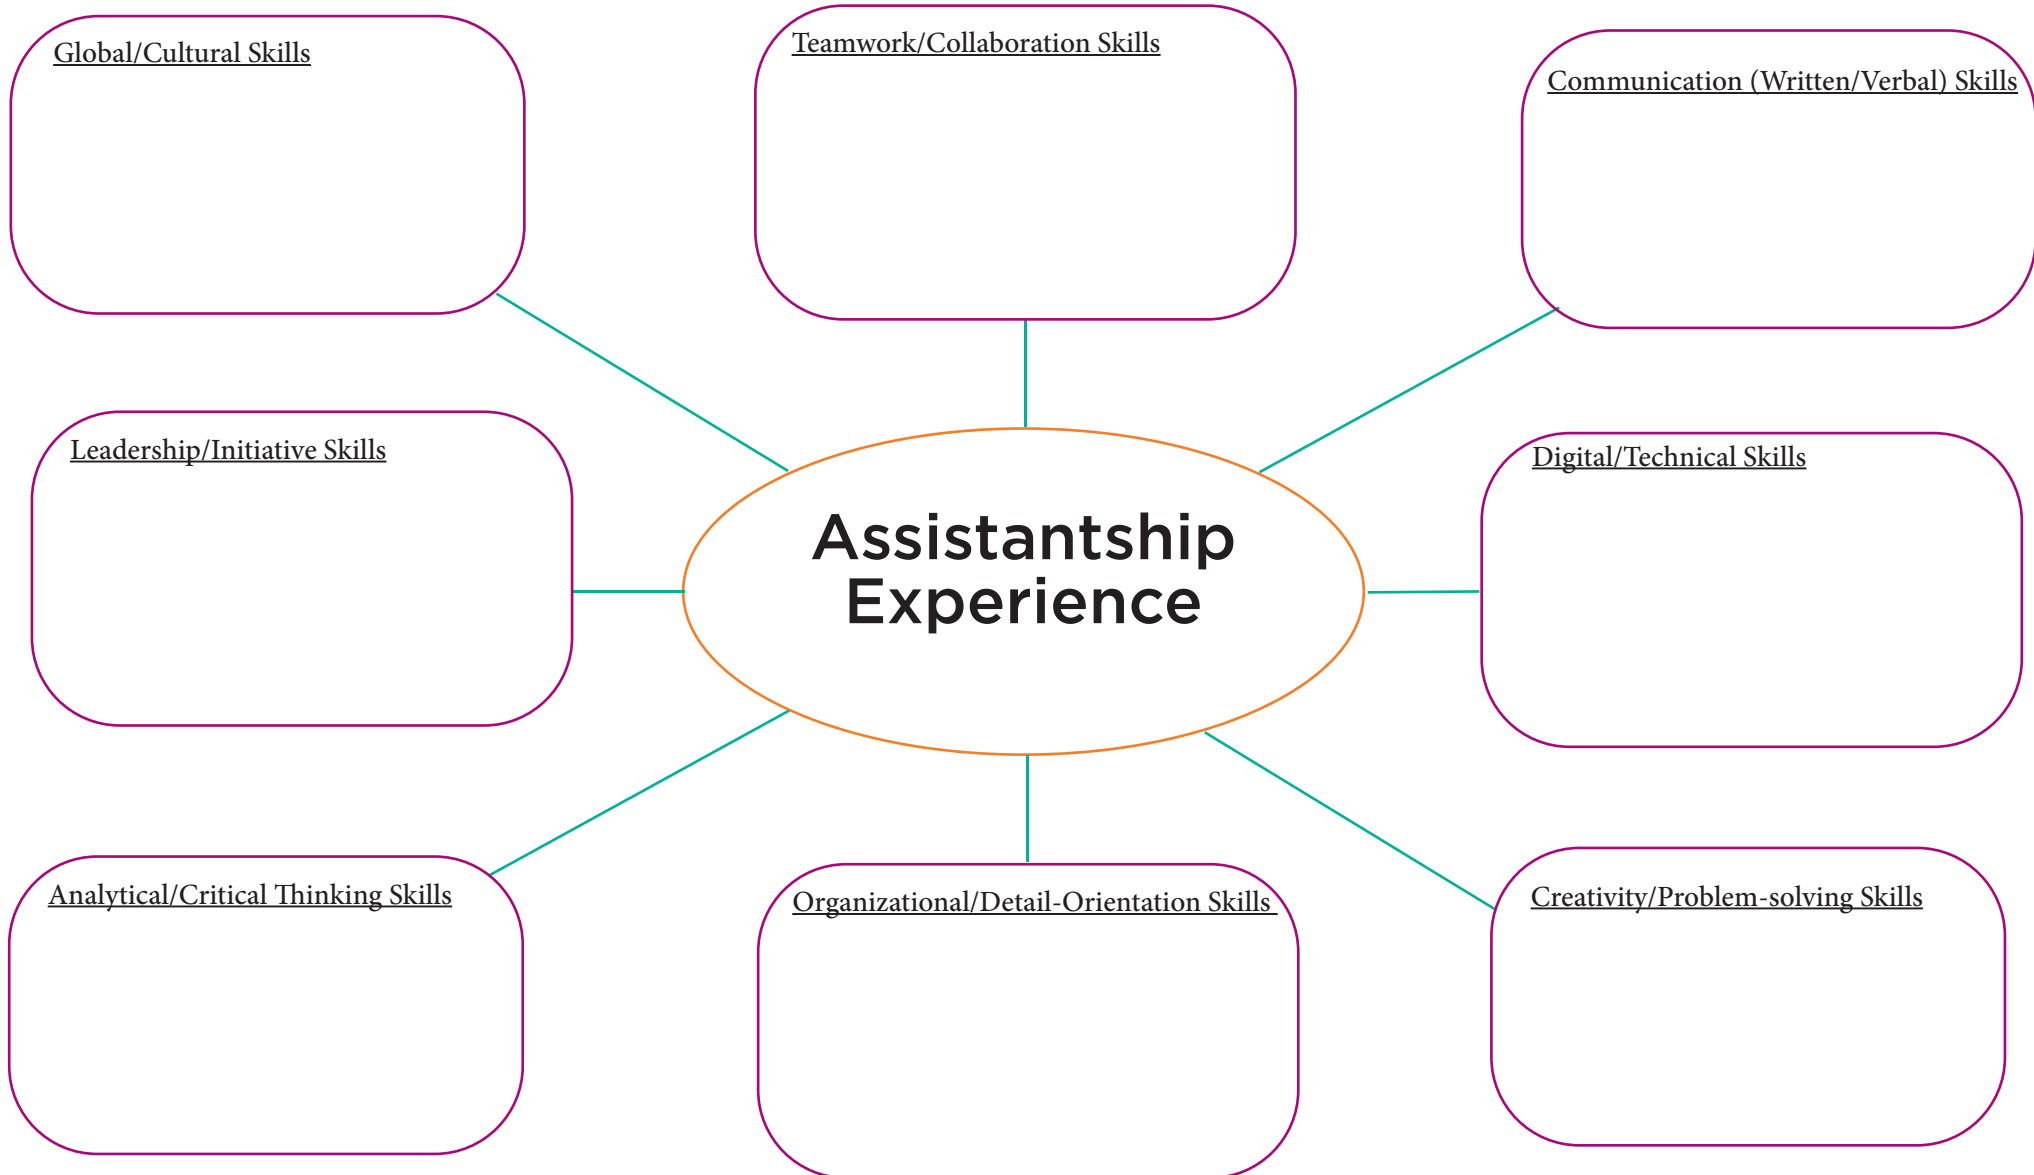 Global/Cultural Skills
Teamwork/Collaboration Skills
Communication (Written/Verbal) Skills
Leadership/Initiative Skills
Assistantship
Experience
Digital/Technical Skills
Analytical/Critical Thinking Skills
Organizational/Detail-Orientation Skills
Creativity/Problem-solving Skills